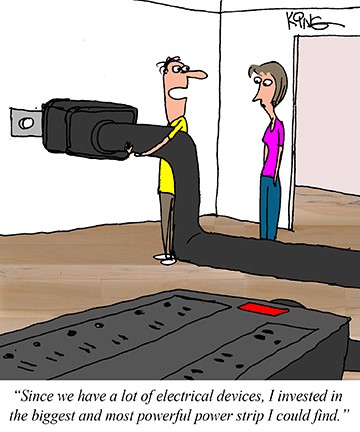 KING
“Since we have a lot of electrical devices, I invested in
the biggest and most powerful power strip I could find.”